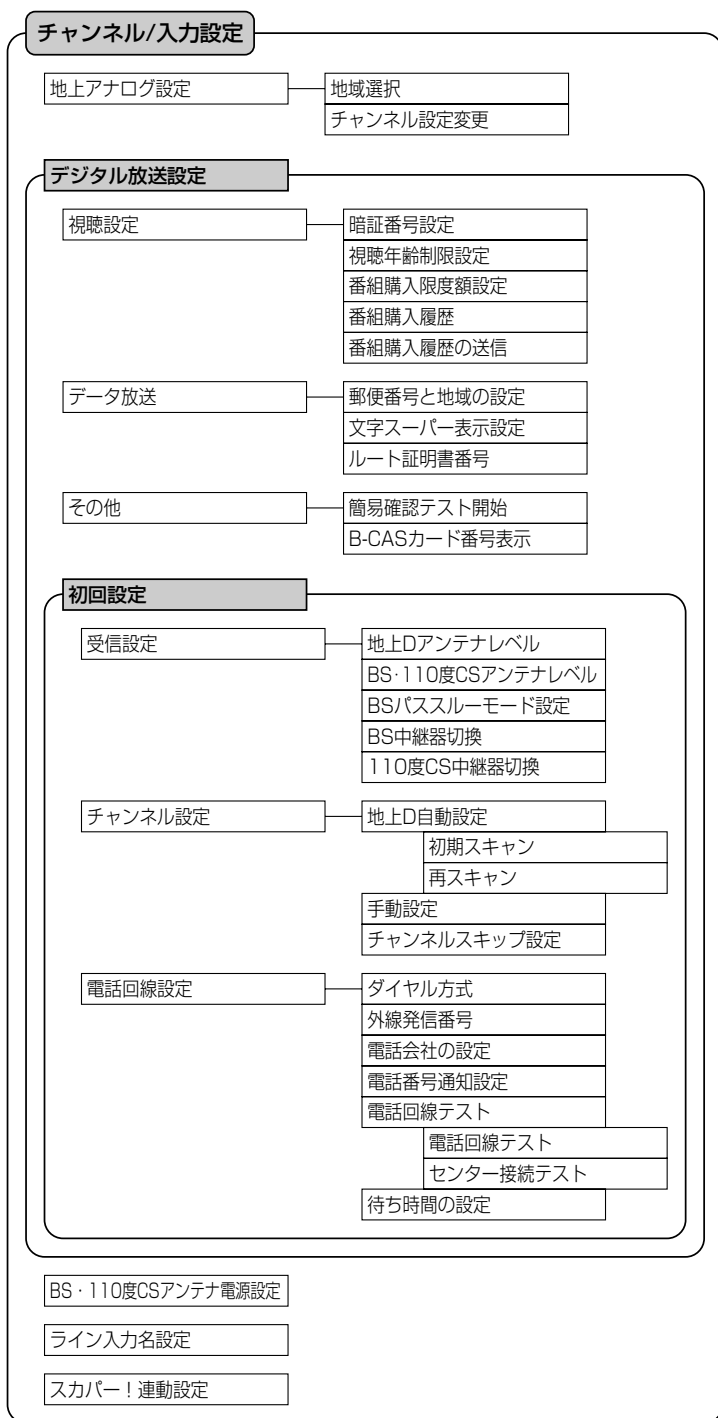 チャンネル/入力設定
地上アナログ設定
地域選択
チャンネル設定変更
デジタル放送設定
視聴設定
暗証番号設定
視聴年齢制限設定
番組購入限度額設定
番組購入履歴
番組購入履歴の送信
データ放送
郵便番号と地域の設定
文字スーパー表示設定
ルート証明書番号
その他
簡易確認テスト開始
B-CASカード番号表示
初回設定
受信設定
地上Dアンテナレベル
BS·110度CSアンテナレベル
BSパススルーモード設定
BS中継器切換
110度CS中継器切換
チャンネル設定
地上D自動設定
初期スキャン
再スキャン
手動設定
チャンネルスキップ設定
電話回線設定
ダイヤル方式
外線発信番号
電話会社の設定
電話番号通知設定
電話回線テスト
電話回線テスト
センター接続テスト
待ち時間の設定
BS・110度CSアンテナ電源設定
ライン入力名設定
スカパー！連動設定